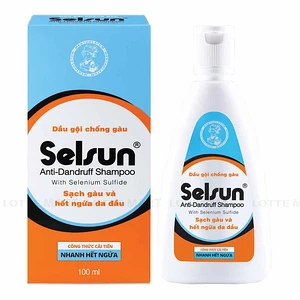 Dầu gội chống gàu
Selsun®
Anti-Dandruff Shampoo
With Selenium Sulfide
Sạch gàu và
hết ngứa da đầu
CÔNG THỨC CẢI TIẾN
NHANH HẾT NGỨA
100 ml
Dầu gội chống gàu
Selsun®
Anti-Dandruff Shampoo
With Selenium Sulfide
Sạch gàu và
hết ngứa da đầu
CÔNG THỨC CẢI TIẾN
NHANH HẾT NGỨA